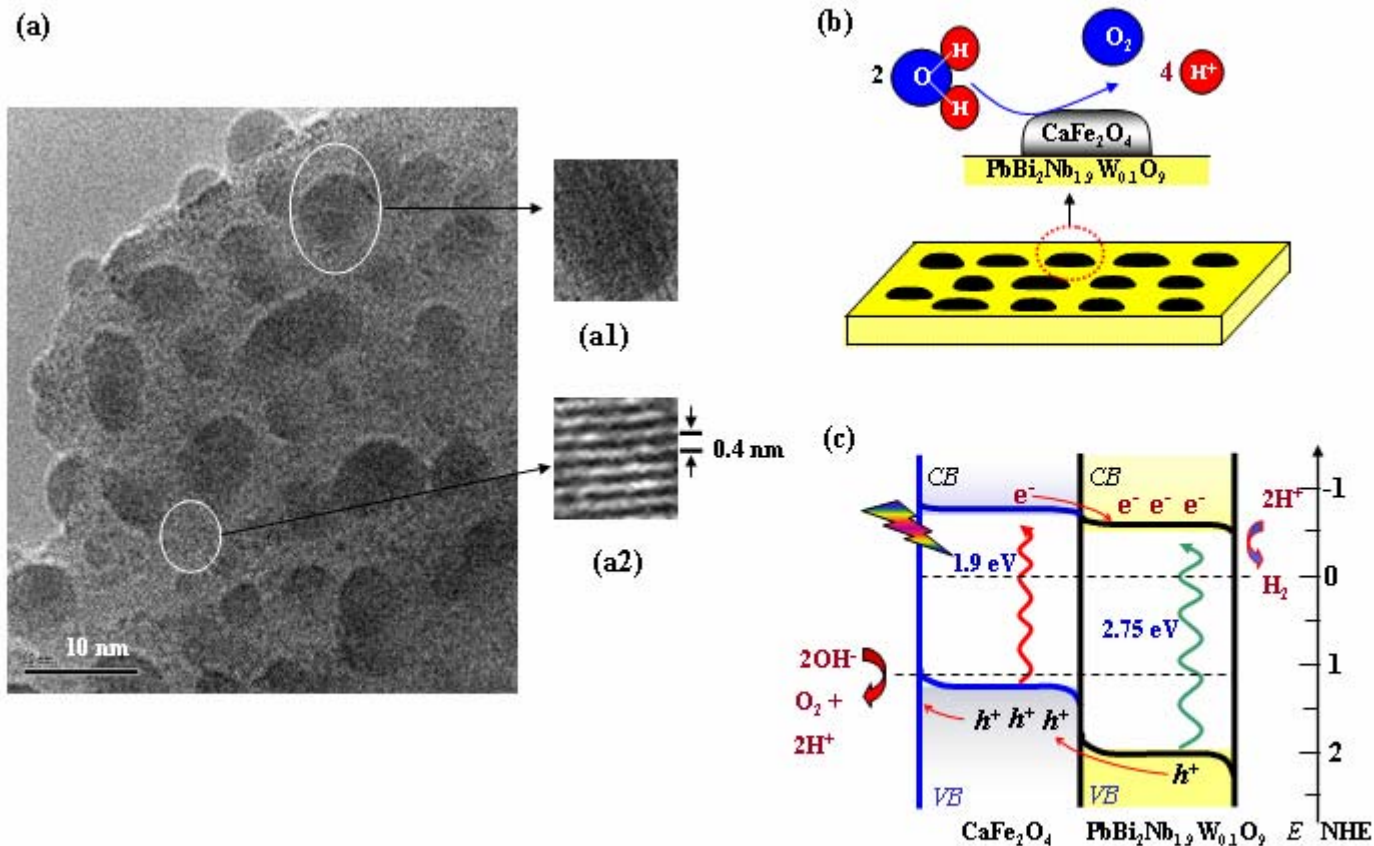 (a)
10 nm
(a1)
0.4 nm
(a2)
(b)
2 O H H
O₂
4 H⁺
CaFe₂O₄
PbBi₂Nb₁.₉W₀.₁O₉
(c)
CB CB
e⁻ e⁻ e⁻ e⁻
-1
2H⁺
1.9 eV
0
H₂
2.75 eV
1
2OH⁻
O₂ +
2H⁺
h⁺ h⁺ h⁺
h⁺
2
VB VB
CaFe₂O₄ PbBi₂Nb₁.₉W₀.₁O₉ E NHE